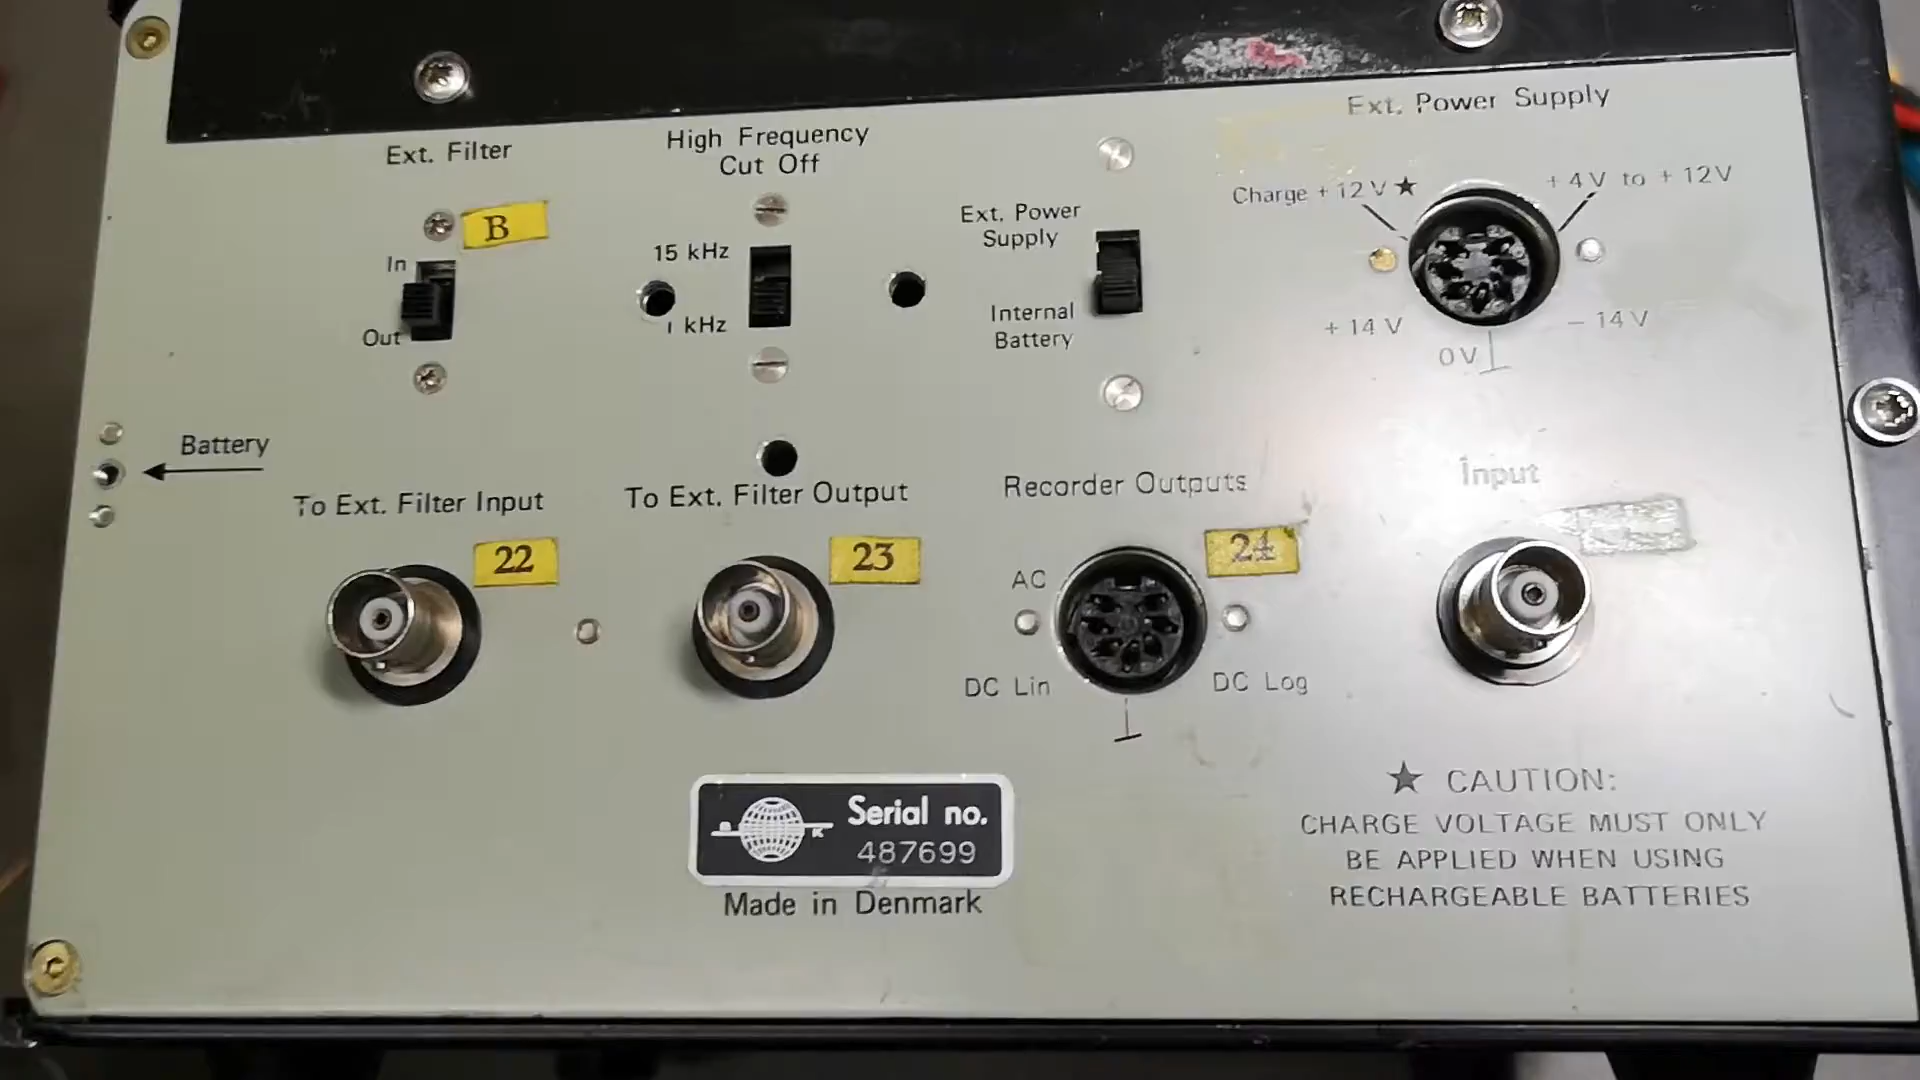 Ext. Filter
High Frequency
Cut Off
Ext. Power Supply
B
In
Out
15 kHz
1 kHz
Ext. Power
Supply
Internal
Battery
Charge + 12 V ★
+ 4 V to + 12 V
+ 14 V
0 V
− 14 V
Battery
To Ext. Filter Input
To Ext. Filter Output
Recorder Outputs
Input
22
23
24
AC
DC Lin
DC Log
B K
Serial no.
487699
Made in Denmark
★ CAUTION:
CHARGE VOLTAGE MUST ONLY
BE APPLIED WHEN USING
RECHARGEABLE BATTERIES